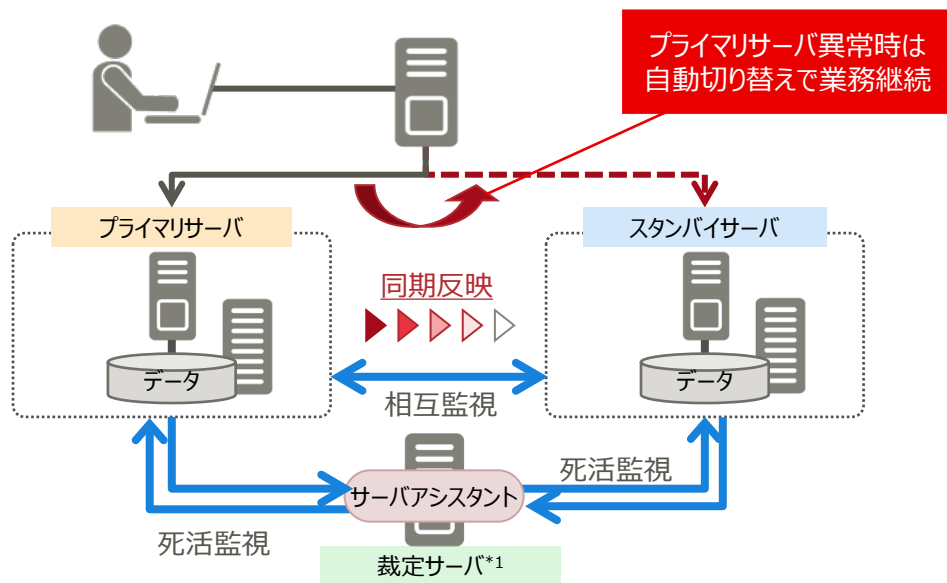 プライマリサーバ異常時は
自動切り替えで業務継続
プライマリサーバ
スタンバイサーバ
同期反映
データ
データ
相互監視
死活監視
サーバアシスタント
死活監視
裁定サーバ*1